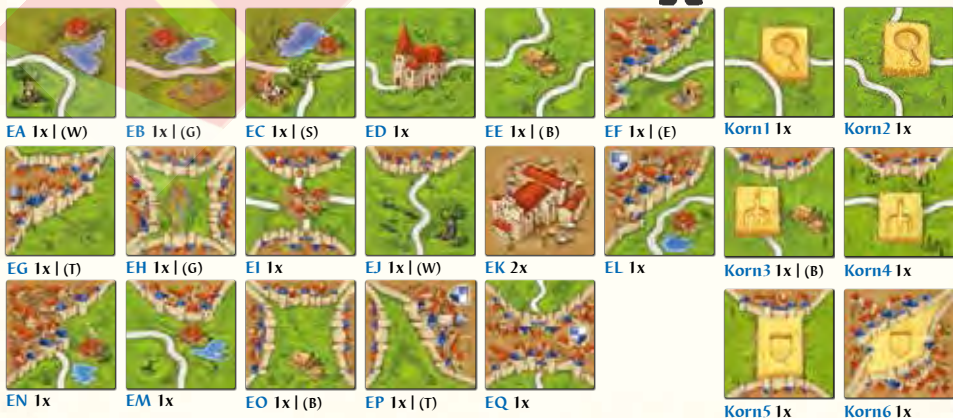 EA 1x | (W) EB 1x | (G) EC 1x | (S) ED 1x EE 1x | (B) EF 1x | (E) Korn1 1x Korn2 1x
EG 1x | (T) EH 1x | (G) EI 1x EJ 1x | (W) EK 2x EL 1x Korn3 1x | (B) Korn4 1x
EN 1x EM 1x EO 1x | (B) EP 1x | (T) EQ 1x Korn5 1x Korn6 1x